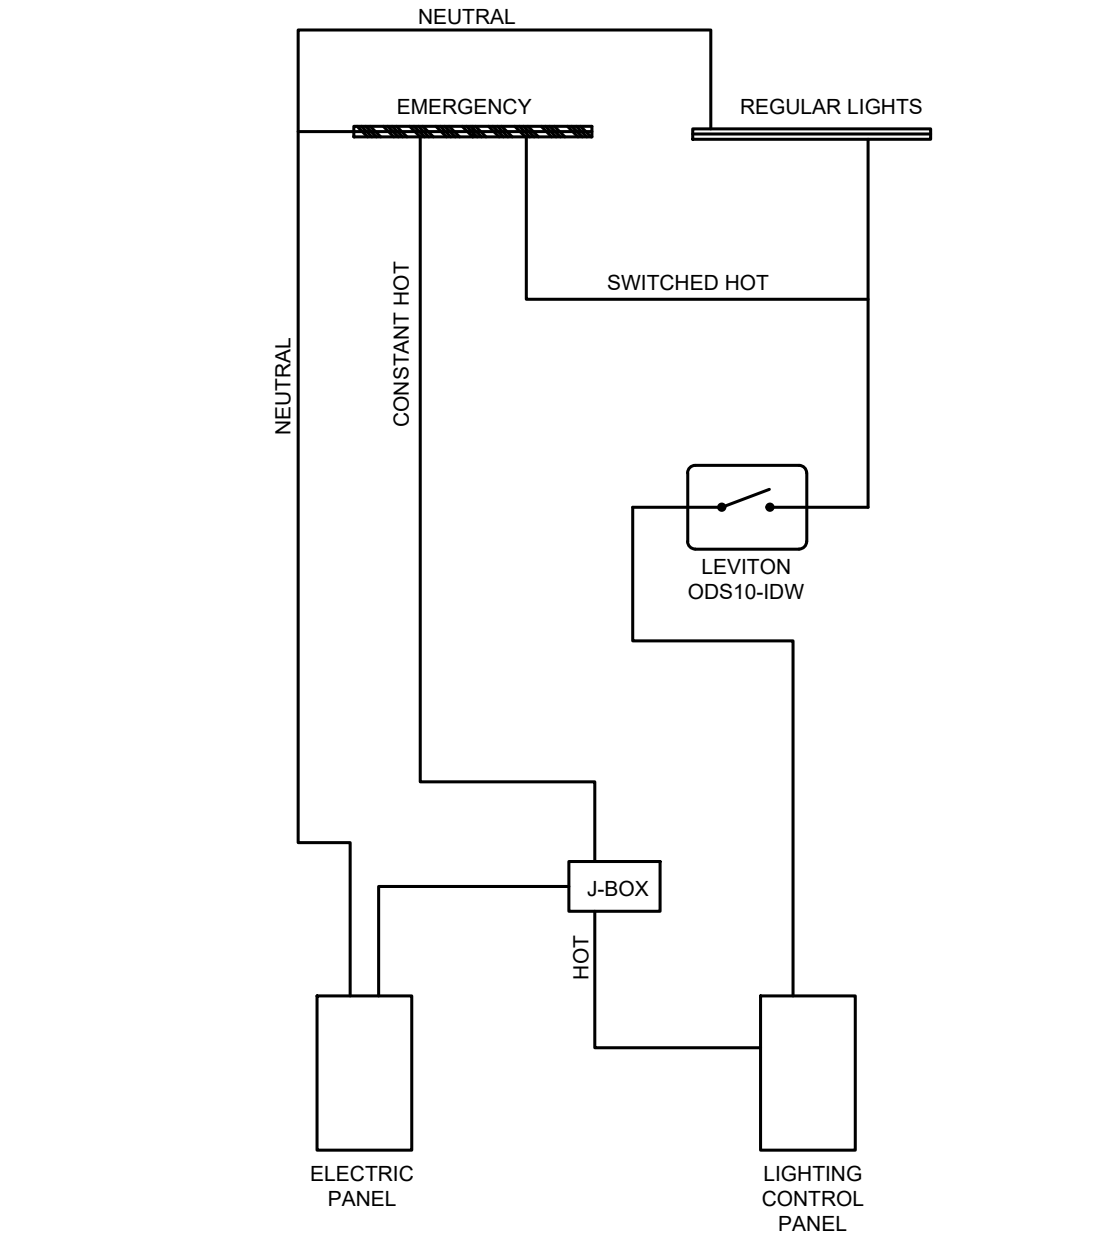 NEUTRAL
EMERGENCY
REGULAR LIGHTS
CONSTANT HOT
SWITCHED HOT
NEUTRAL
LEVITON
ODS10-IDW
J-BOX
HOT
ELECTRIC
PANEL
LIGHTING
CONTROL
PANEL